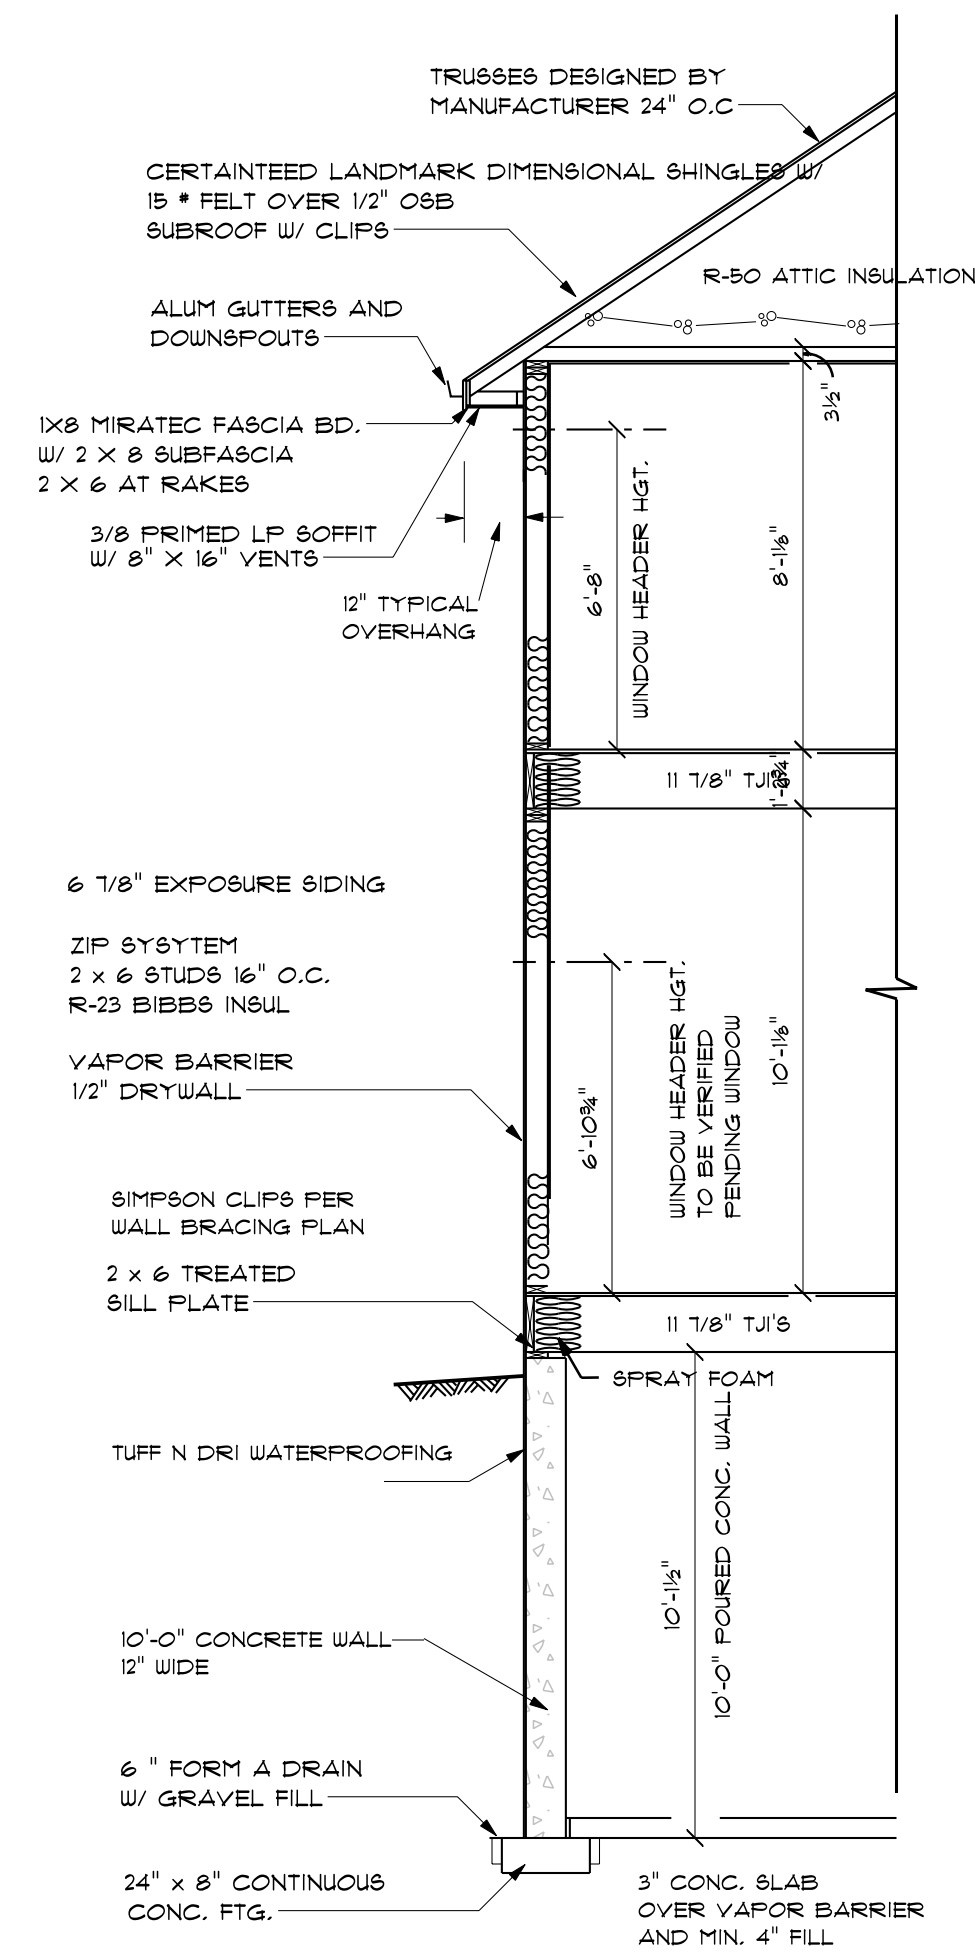 TRUSSES DESIGNED BY
MANUFACTURER 24" O.C
CERTAINTEED LANDMARK DIMENSIONAL SHINGLES W/
15 # FELT OVER 1/2" OSB
SUBROOF W/ CLIPS
R-50 ATTIC INSULATION
ALUM GUTTERS AND
DOWNSPOUTS
3½"
1X8 MIRATEC FASCIA BD.
W/ 2 X 8 SUBFASCIA
2 X 6 AT RAKES
3/8 PRIMED LP SOFFIT
W/ 8" X 16" VENTS
12" TYPICAL
OVERHANG
6'-8"
WINDOW HEADER HGT.
8'-1⅛"
11 7/8" TJI'S
6 7/8" EXPOSURE SIDING
ZIP SYSYTEM
2 x 6 STUDS 16" O.C.
R-23 BIBBS INSUL
VAPOR BARRIER
1/2" DRYWALL
6'-10¾"
WINDOW HEADER HGT.
TO BE VERIFIED
PENDING WINDOW
10'-1⅛"
SIMPSON CLIPS PER
WALL BRACING PLAN
2 x 6 TREATED
SILL PLATE
11 7/8" TJI'S
SPRAY FOAM
TUFF N DRI WATERPROOFING
10'-1½"
10'-0" POURED CONC. WALL
10'-0" CONCRETE WALL
12" WIDE
6 " FORM A DRAIN
W/ GRAVEL FILL
24" x 8" CONTINUOUS
CONC. FTG.
3" CONC. SLAB
OVER VAPOR BARRIER
AND MIN. 4" FILL